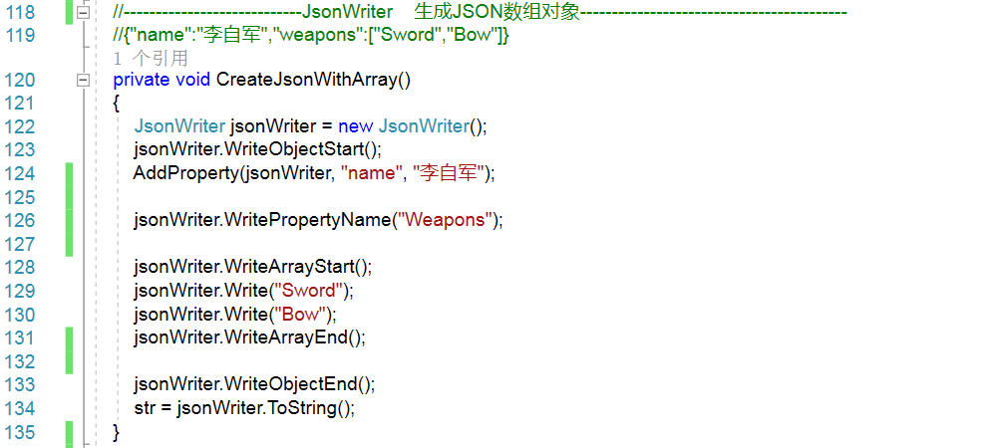 118 //----------------------------JsonWriter 生成JSON数组对象------------------------------------------
119 //{"name":"李自军","weapons":["Sword","Bow"]}
1 个引用
120 private void CreateJsonWithArray()
121 {
122 JsonWriter jsonWriter = new JsonWriter();
123 jsonWriter.WriteObjectStart();
124 AddProperty(jsonWriter, "name", "李自军");
125
126 jsonWriter.WritePropertyName("Weapons");
127
128 jsonWriter.WriteArrayStart();
129 jsonWriter.Write("Sword");
130 jsonWriter.Write("Bow");
131 jsonWriter.WriteArrayEnd();
132
133 jsonWriter.WriteObjectEnd();
134 str = jsonWriter.ToString();
135 }